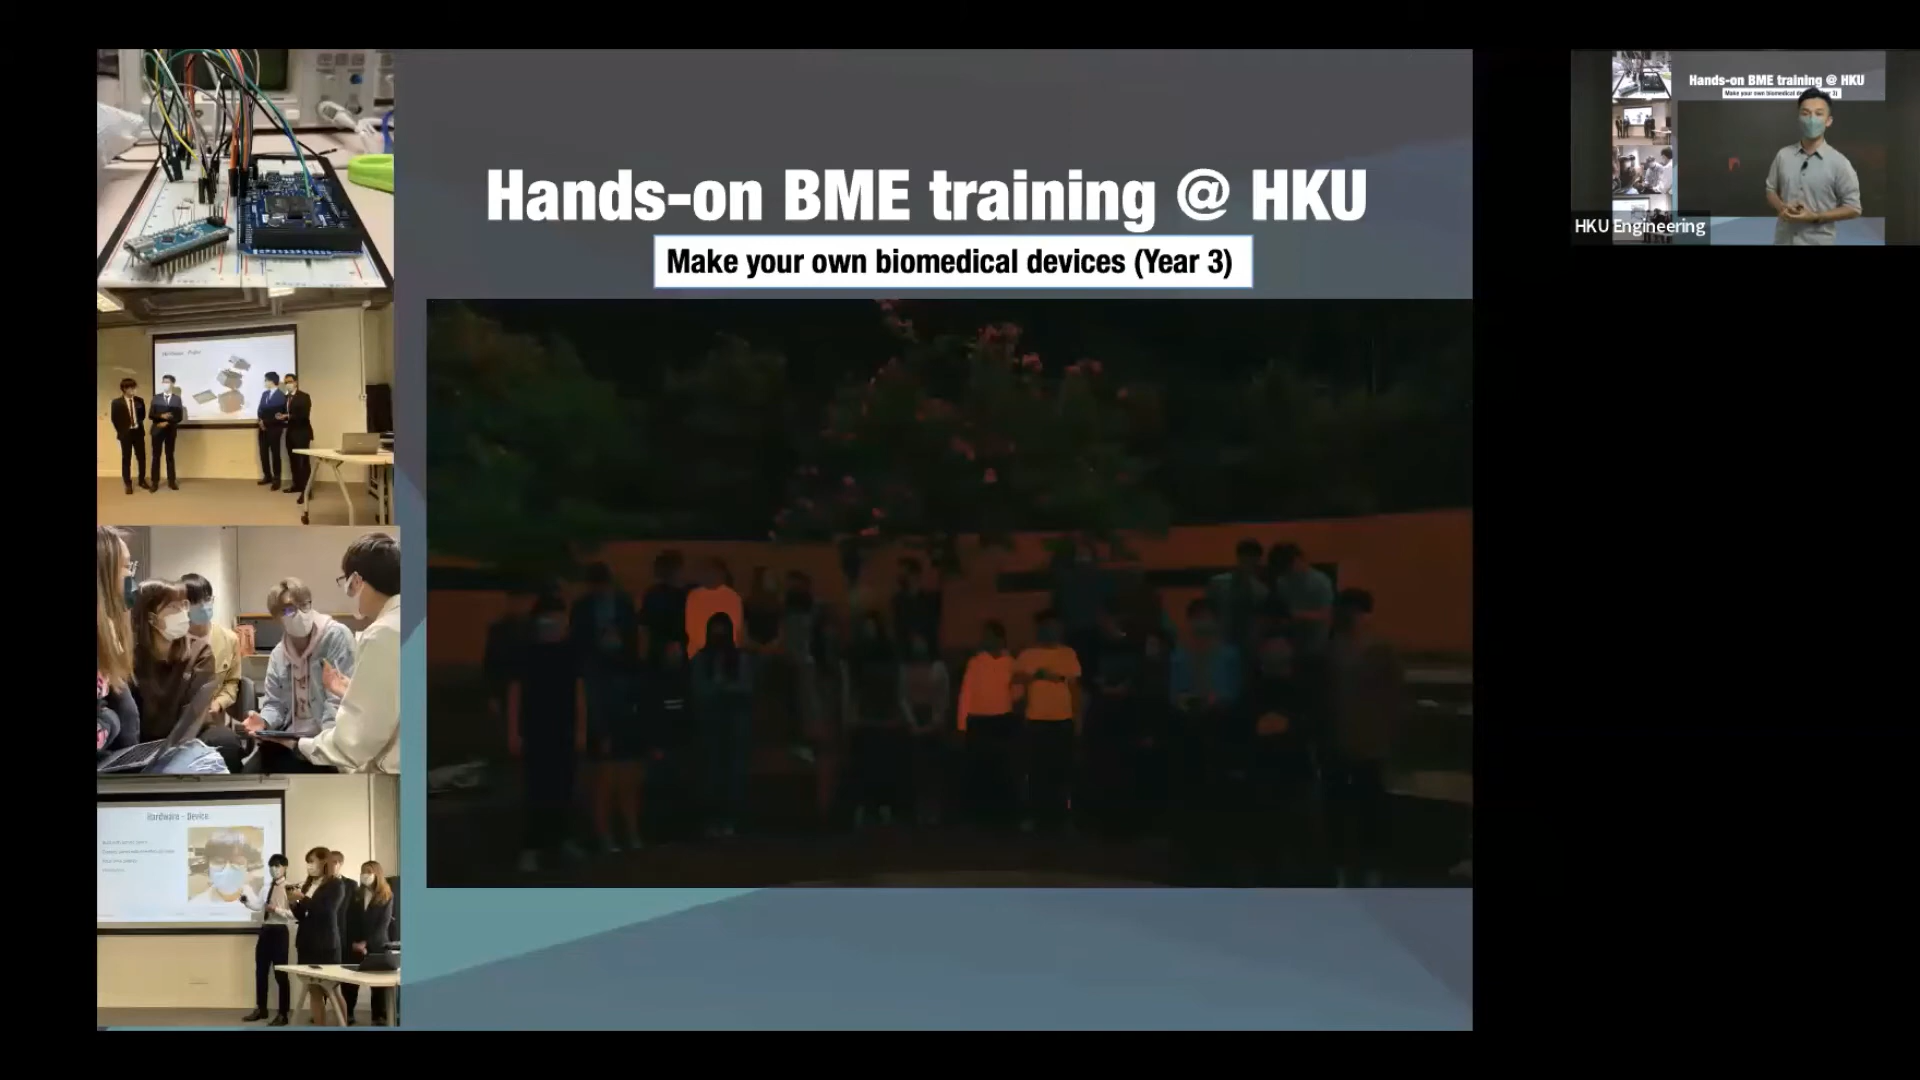 Hands-on BME training @ HKU
Make your own biomedical devices (Year 3)
Hardware - Device
Hands-on BME training @ HKU
HKU Engineering